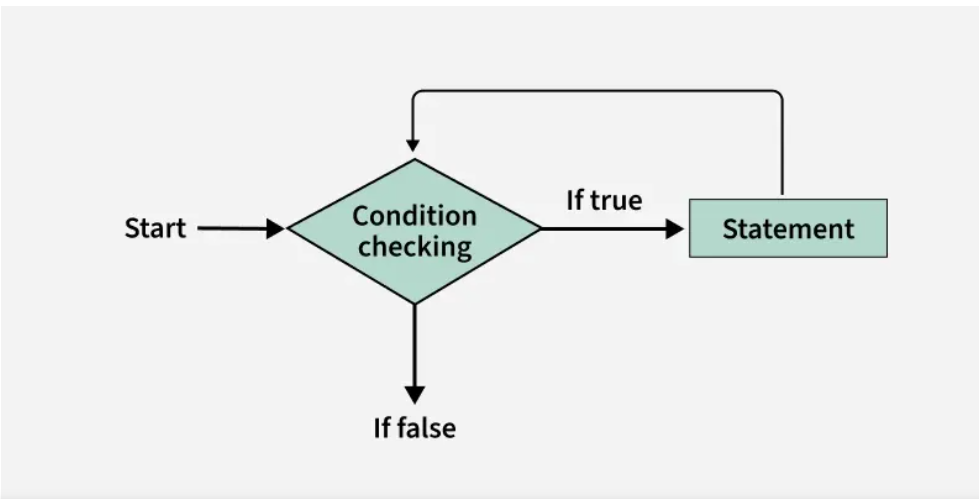 If true
Start
Condition
checking
Statement
If false